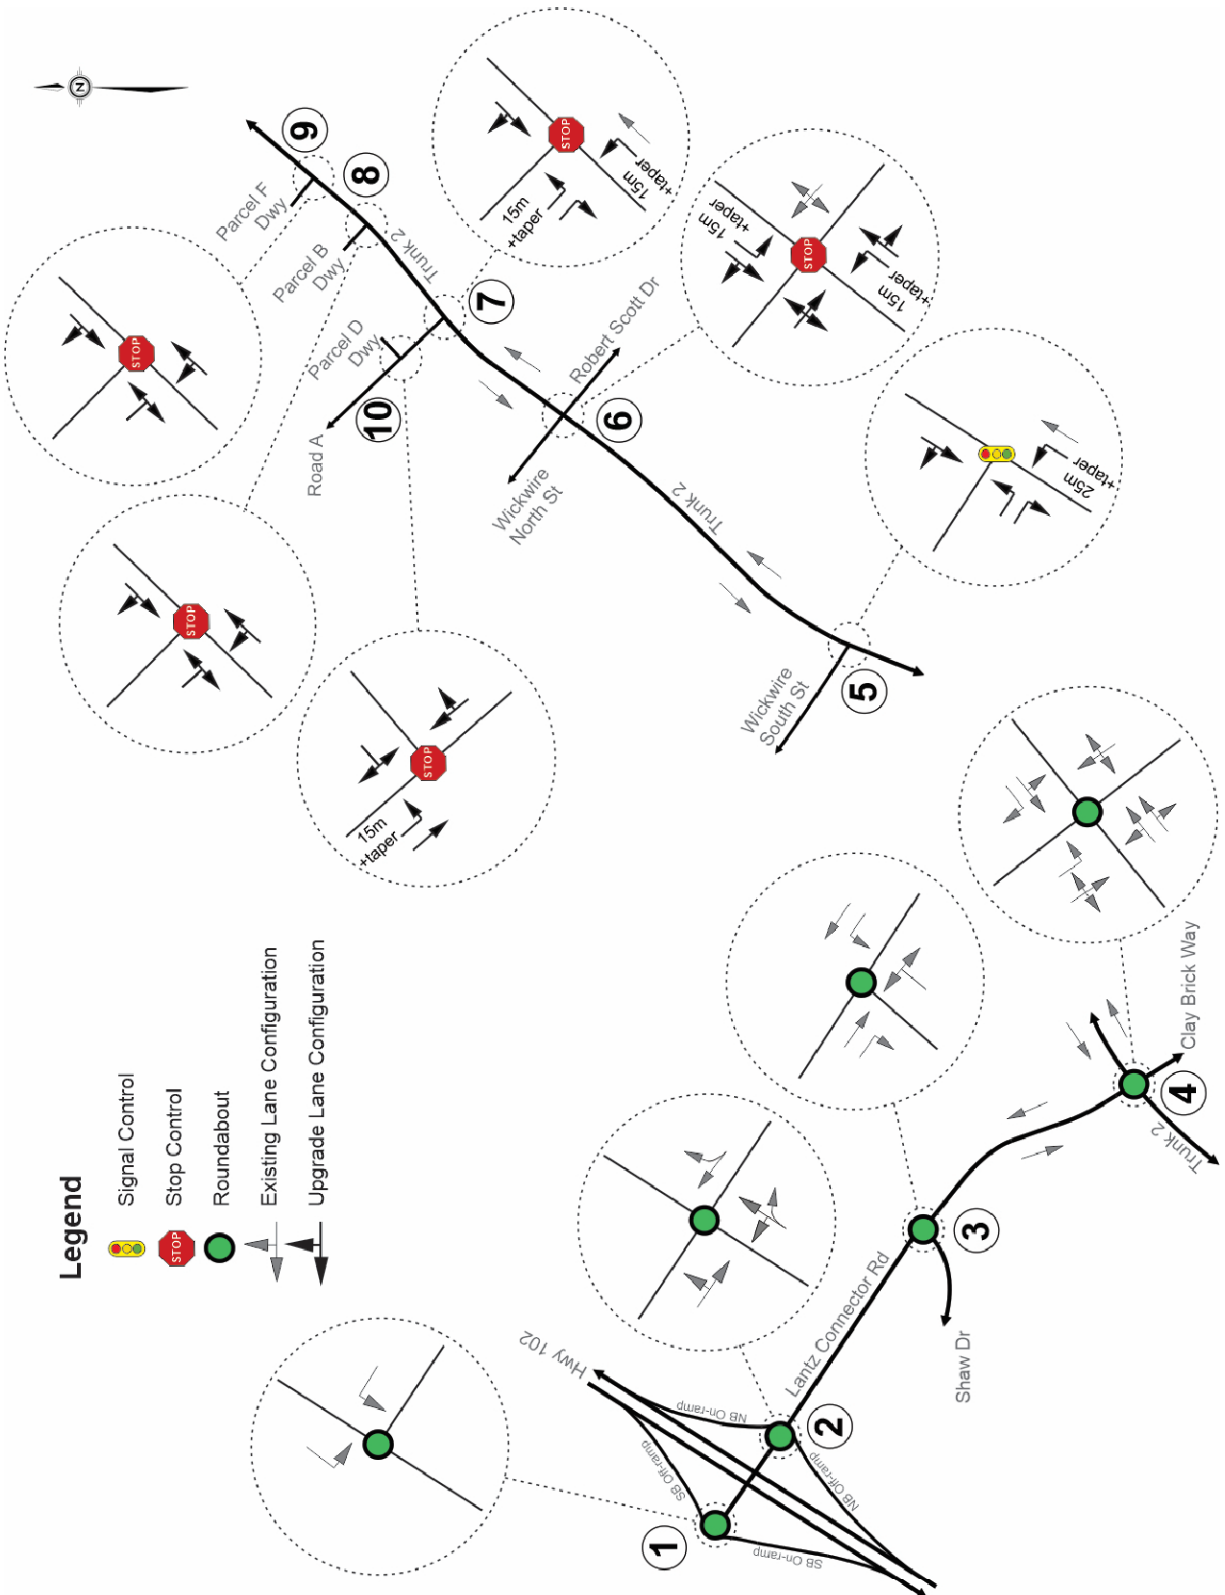 N
9
8
Parcel F
Dwy
Parcel B
Dwy
Trunk 2
7
Parcel D
Dwy
10
Road A
STOP
15m
+taper
15m
+taper
STOP
STOP
STOP
15m
+taper
Robert Scott Dr
6
Wickwire
North St
15m
+taper
STOP
15m
+taper
Trunk 2
25m
+taper
Wickwire
South St
5
Legend
Signal Control
STOP
Stop Control
Roundabout
Existing Lane Configuration
Upgrade Lane Configuration
Hwy 102
NB On-ramp
SB Off-ramp
NB Off-ramp
SB On-ramp
1
2
Lantz Connector Rd
3
Shaw Dr
4
Trunk 2
Clay Brick Way